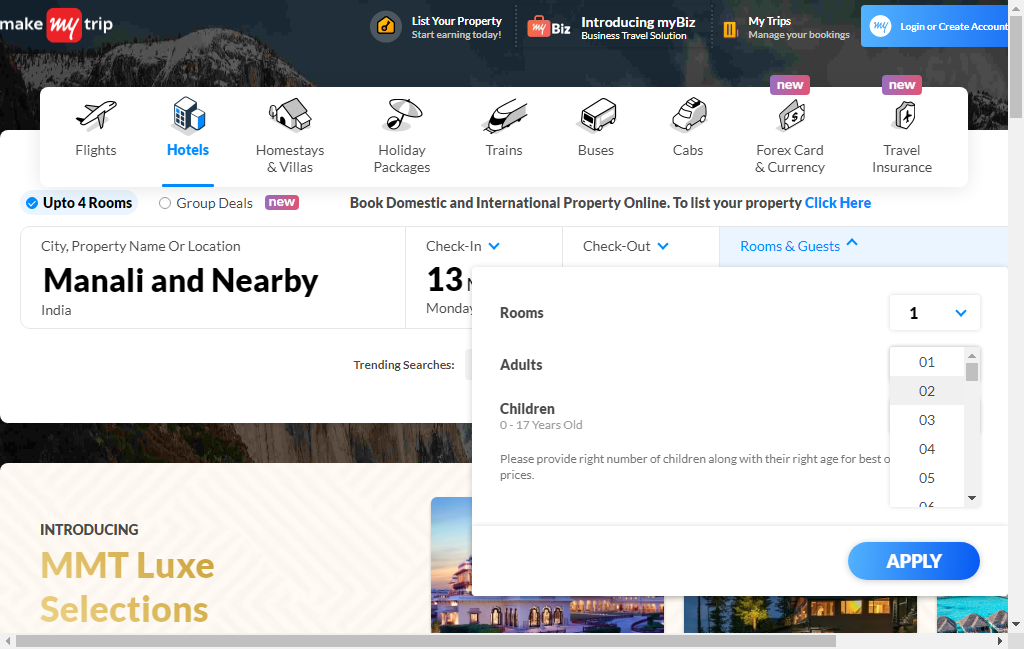 make my trip
List Your Property
Start earning today!
my Biz
Introducing myBiz
Business Travel Solution
My Trips
Manage your bookings
my
Login or Create Account
new
new
Flights
Hotels
Homestays
& Villas
Holiday
Packages
Trains
Buses
Cabs
Forex Card
& Currency
Travel
Insurance
Upto 4 Rooms
Group Deals
new
Book Domestic and International Property Online. To list your property Click Here
City, Property Name Or Location
Manali and Nearby
India
Check-In
13
Monday
Check-Out
Rooms & Guests
Rooms
1
Trending Searches:
Adults
01
02
03
04
05
06
Children
0 - 17 Years Old
Please provide right number of children along with their right age for best
prices.
APPLY
INTRODUCING
MMT Luxe
Selections